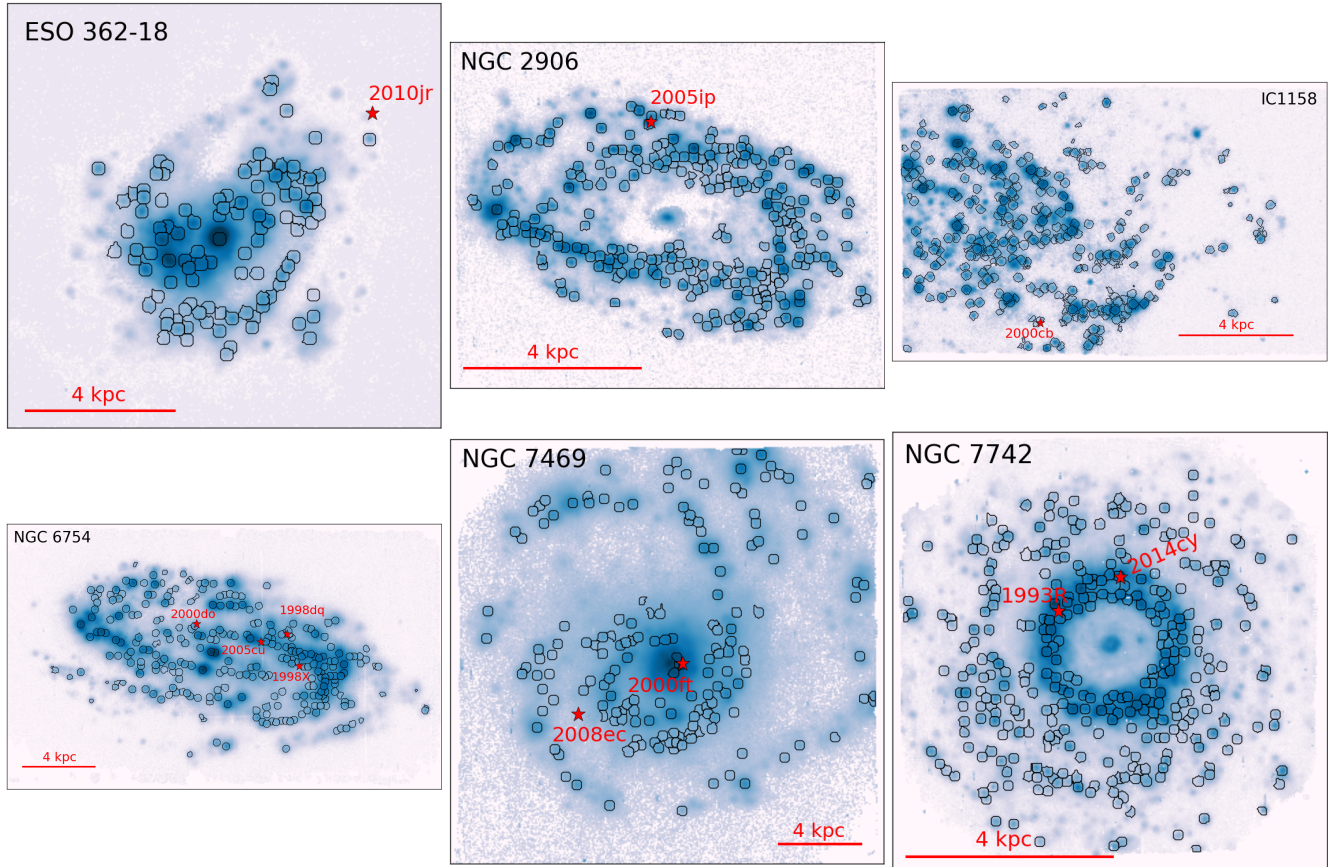 ESO 362-18
2010jr
4 kpc
NGC 2906
2005ip
4 kpc
IC1158
2000cb
4 kpc
NGC 6754
2000do
1998dq
2005cu
1998X
4 kpc
NGC 7469
2000ft
2008ec
4 kpc
NGC 7742
2014cy
1993R
4 kpc